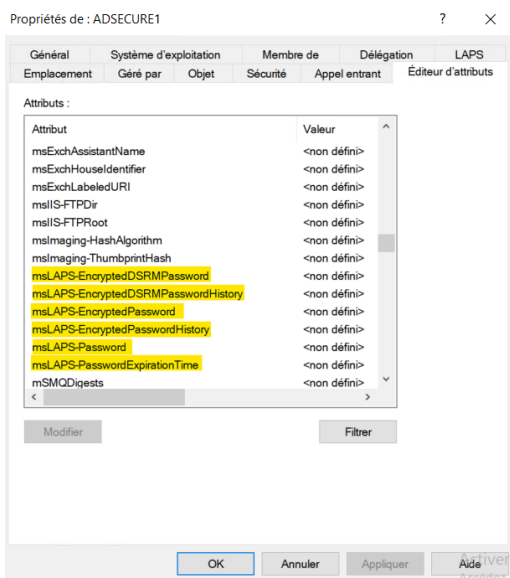 Propriétés de : ADSECURE1 ? ×
Général Système d'exploitation Membre de Délégation LAPS
Emplacement Géré par Objet Sécurité Appel entrant Éditeur d'attributs
Attributs :
Attribut Valeur
msExchAssistantName <non défini>
msExchHouseIdentifier <non défini>
msExchLabeledURI <non défini>
msIIS-FTPDir <non défini>
msIIS-FTPRoot <non défini>
msImaging-HashAlgorithm <non défini>
msImaging-ThumbprintHash <non défini>
msLAPS-EncryptedDSRMPassword <non défini>
msLAPS-EncryptedDSRMPasswordHistory <non défini>
msLAPS-EncryptedPassword <non défini>
msLAPS-EncryptedPasswordHistory <non défini>
msLAPS-Password <non défini>
msLAPS-PasswordExpirationTime <non défini>
mSMQDigests <non défini>
Modifier Filtrer
Activer
OK Annuler Appliquer Aide